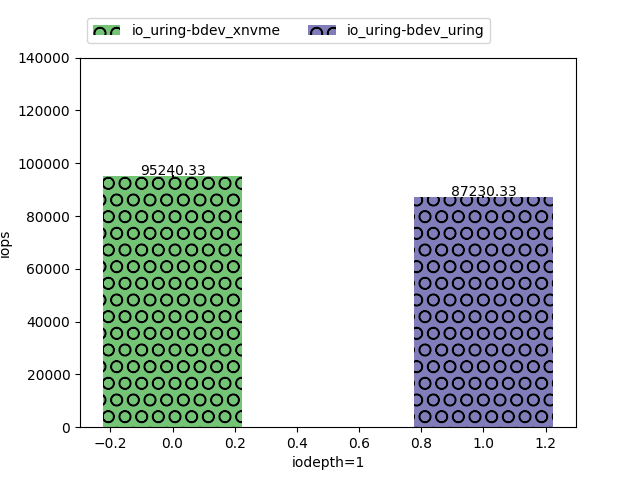 io_uring-bdev_xnvme io_uring-bdev_uring
140000
120000
100000
80000
60000
40000
20000
0
iops
95240.33
87230.33
−0.2 0.0 0.2 0.4 0.6 0.8 1.0 1.2
iodepth=1